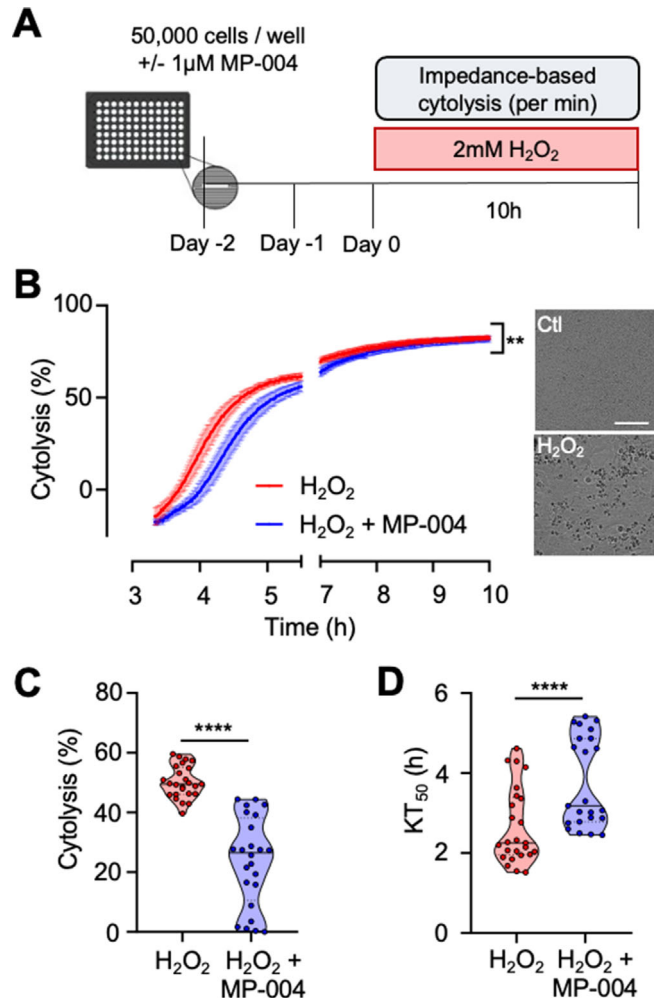 A
50,000 cells / well
+/- 1µM MP-004
Impedance-based
cytolysis (per min)
2mM H₂O₂
10h
Day -2
Day -1
Day 0
B
100
50
0
Cytolysis (%)
H₂O₂
H₂O₂ + MP-004
**
Ctl
H₂O₂
3
4
5
7
8
9
10
Time (h)
C
80
60
40
20
0
Cytolysis (%)
****
H₂O₂
H₂O₂ +
MP-004
D
6
4
2
0
KT₅₀ (h)
****
H₂O₂
H₂O₂ +
MP-004